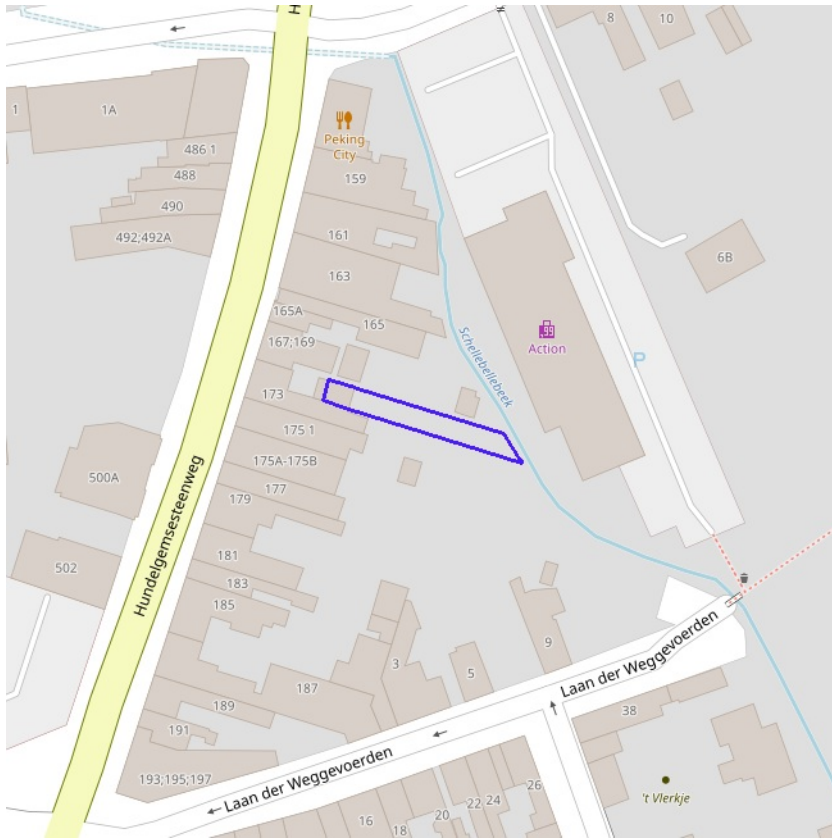 H
8
10
1
1A
486 1
488
490
492;492A
Peking
City
159
161
163
165A
165
167;169
173
175 1
175A-175B
177
179
181
183
185
187
189
191
193;195;197
500A
502
Hundelgemsesteenweg
Schellebellebeek
99
Action
P
6B
3
5
9
Laan der Weggevoerden
Laan der Weggevoerden
38
't Vlerkje
16
18
20
22
24
26